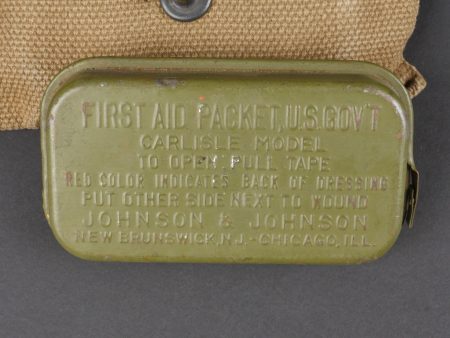 FIRST AID PACKET, U.S. GOV'T
CARLISLE MODEL
TO OPEN PULL TAPE
RED COLOR INDICATES BACK OF DRESSING
PUT OTHER SIDE NEXT TO WOUND
JOHNSON & JOHNSON
NEW BRUNSWICK, N.J. - CHICAGO, ILL.